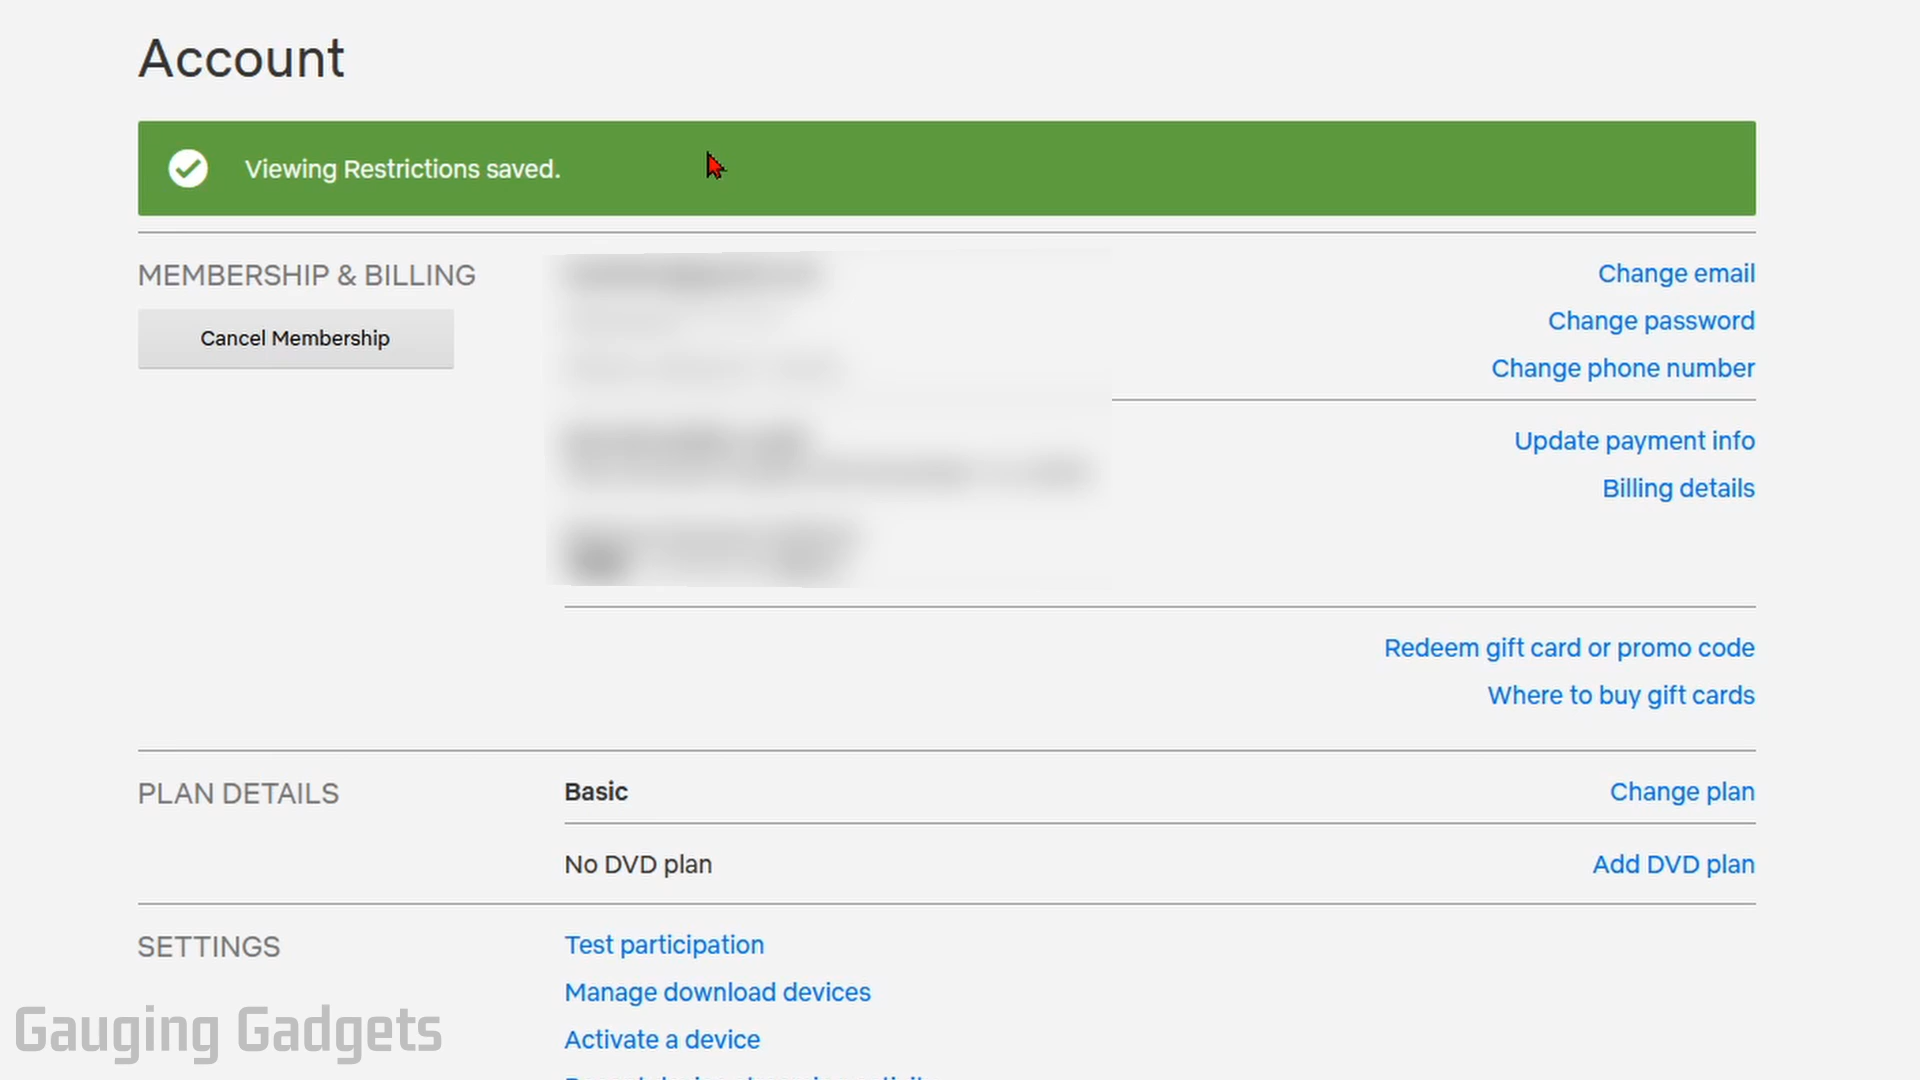 Account
Viewing Restrictions saved.
MEMBERSHIP & BILLING
Cancel Membership
Change email
Change password
Change phone number
Update payment info
Billing details
Redeem gift card or promo code
Where to buy gift cards
PLAN DETAILS
Basic
Change plan
No DVD plan
Add DVD plan
SETTINGS
Test participation
Manage download devices
Activate a device
Gauging Gadgets